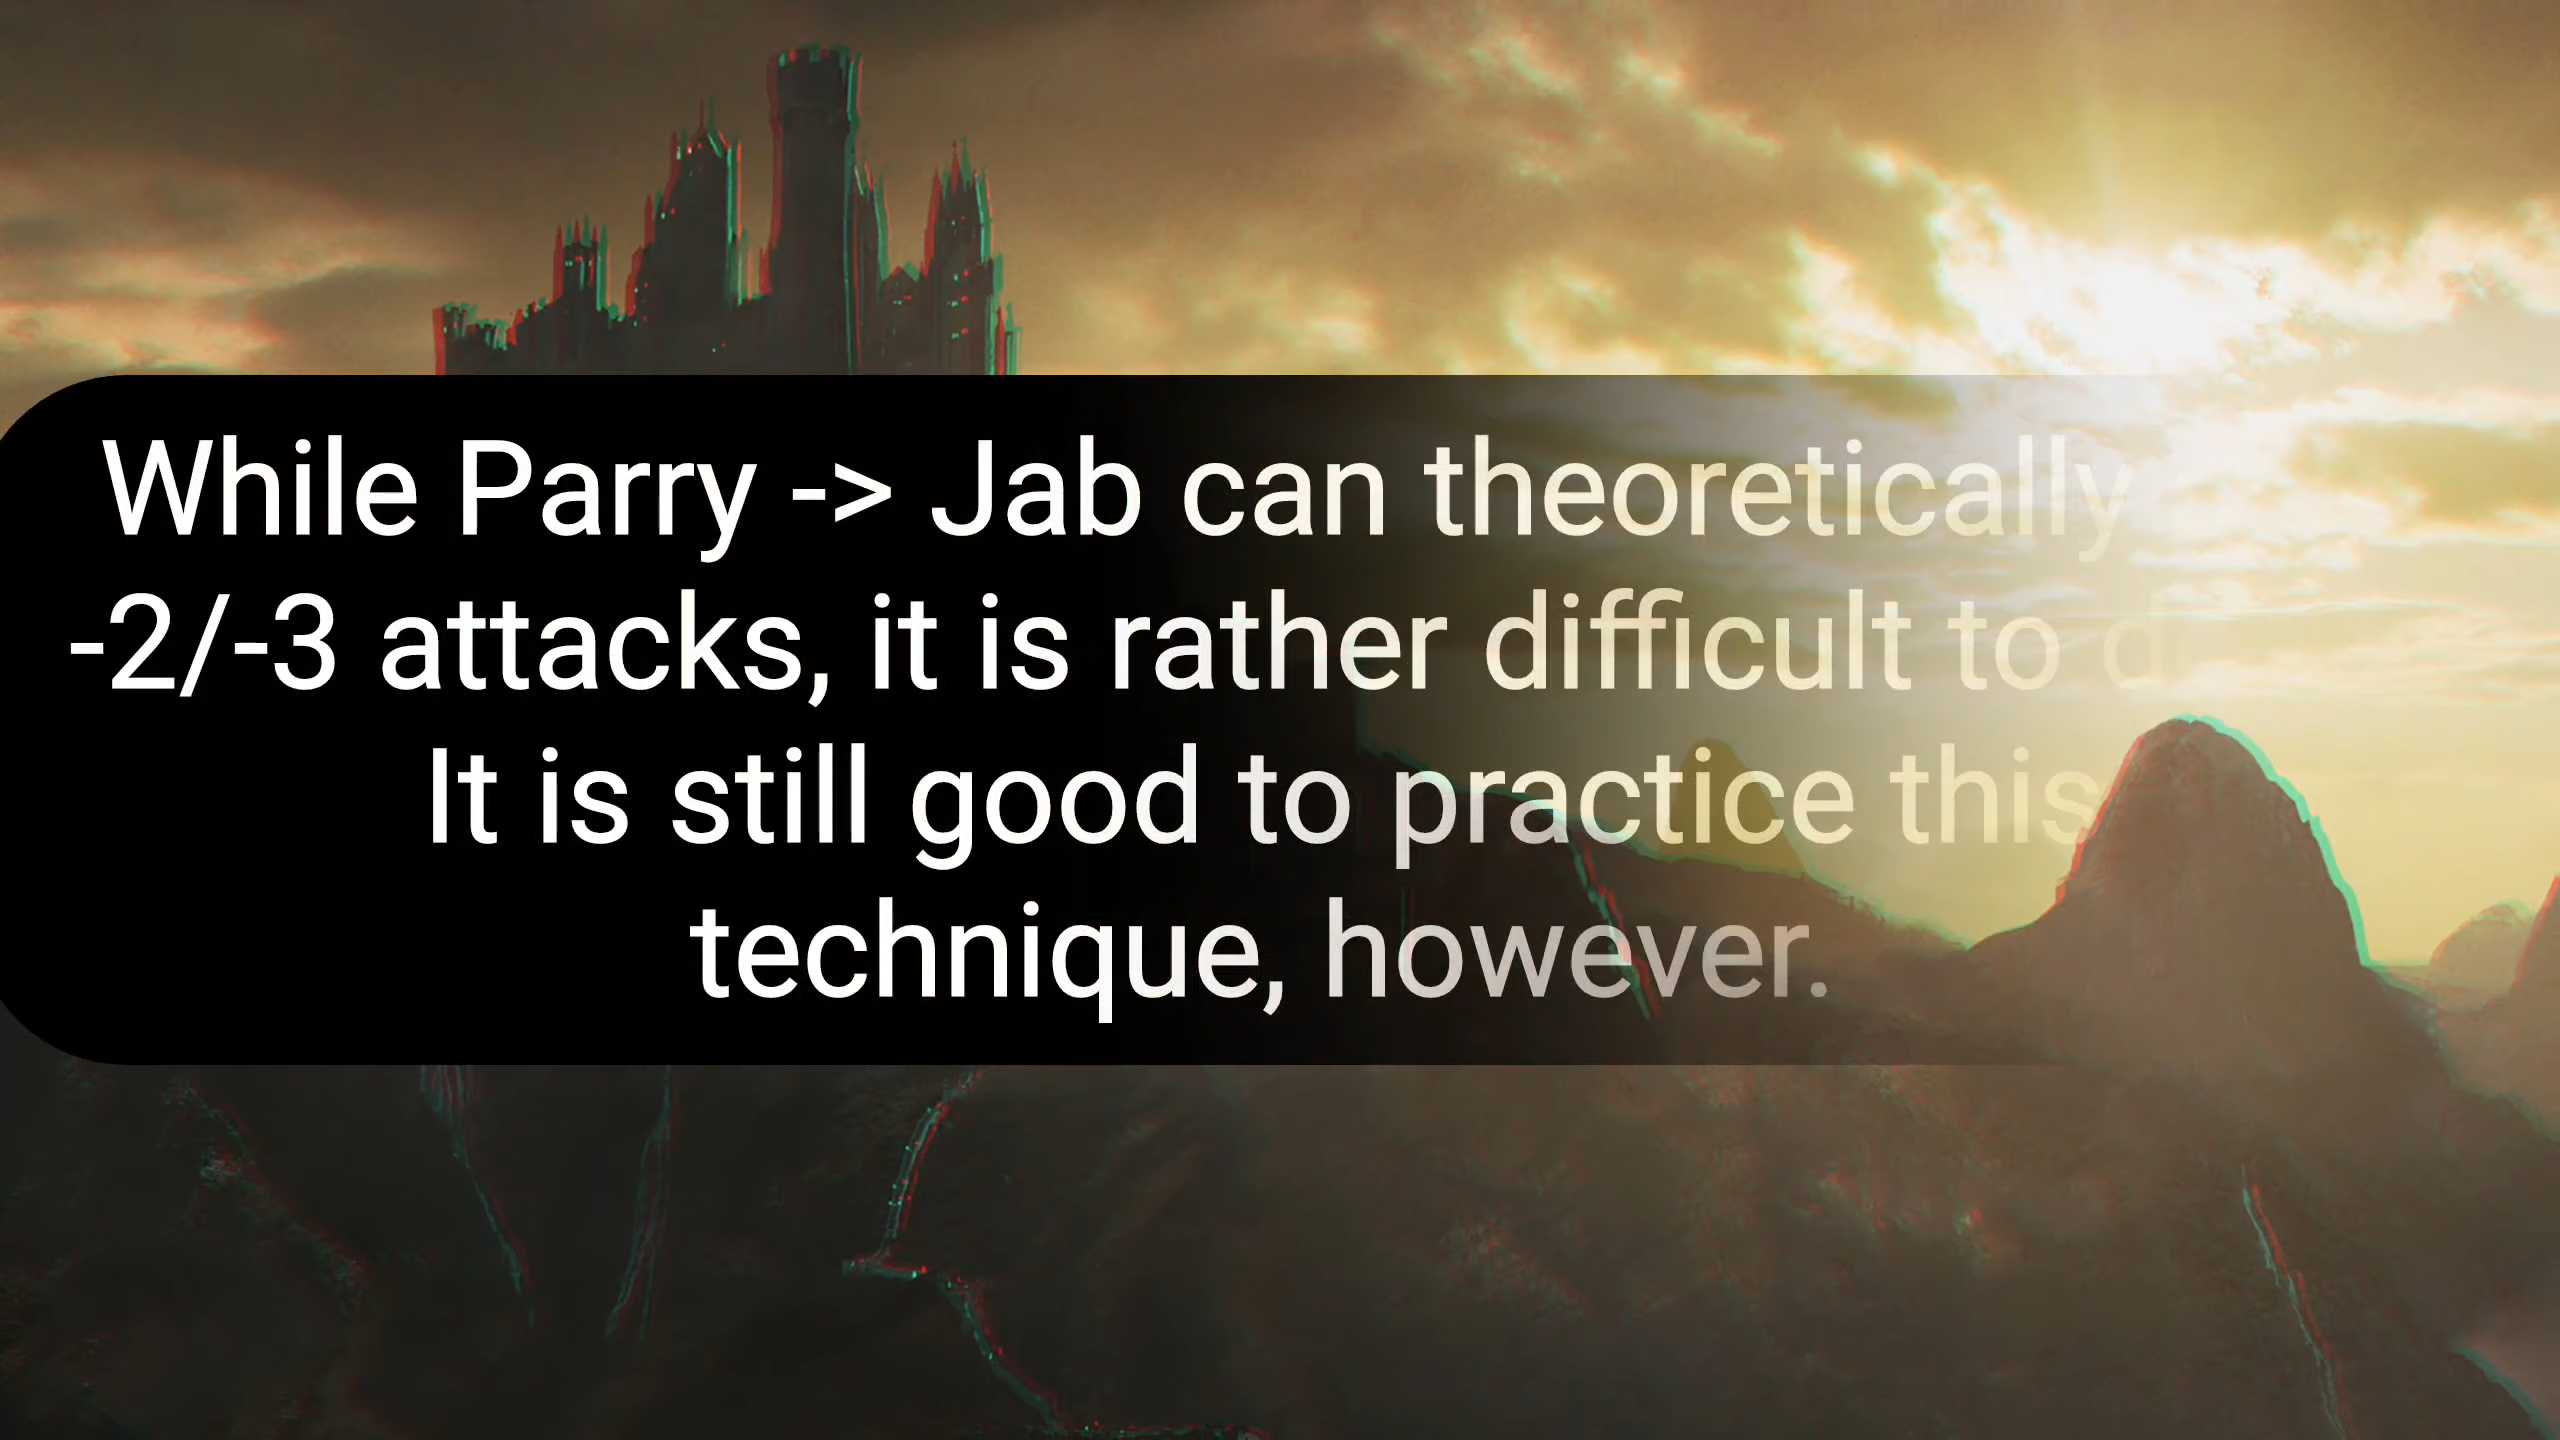 While Parry -> Jab can theoretically
-2/-3 attacks, it is rather difficult to
It is still good to practice this
technique, however.